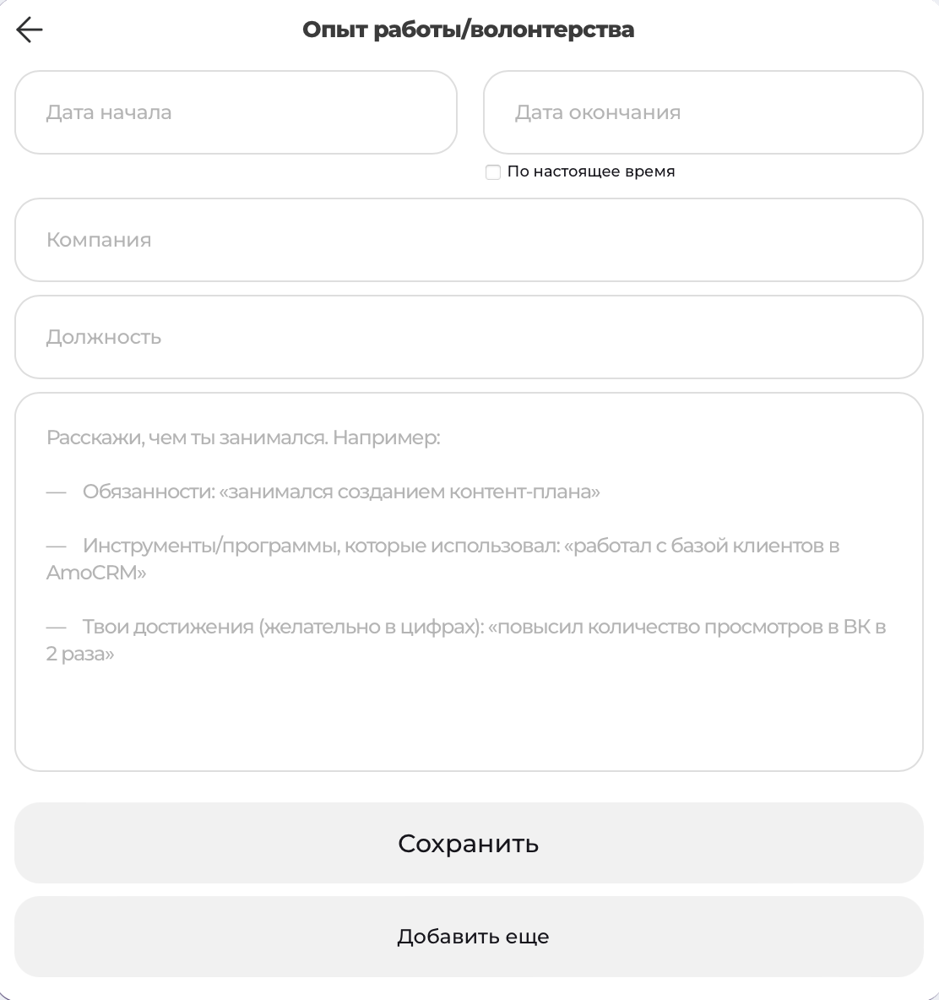 Опыт работы/волонтерства
Дата начала
Дата окончания
По настоящее время
Компания
Должность
Расскажи, чем ты занимался. Например:
— Обязанности: «занимался созданием контент-плана»
— Инструменты/программы, которые использовал: «работал с базой клиентов в
AmoCRM»
— Твои достижения (желательно в цифрах): «повысил количество просмотров в ВК в
2 раза»
Сохранить
Добавить еще